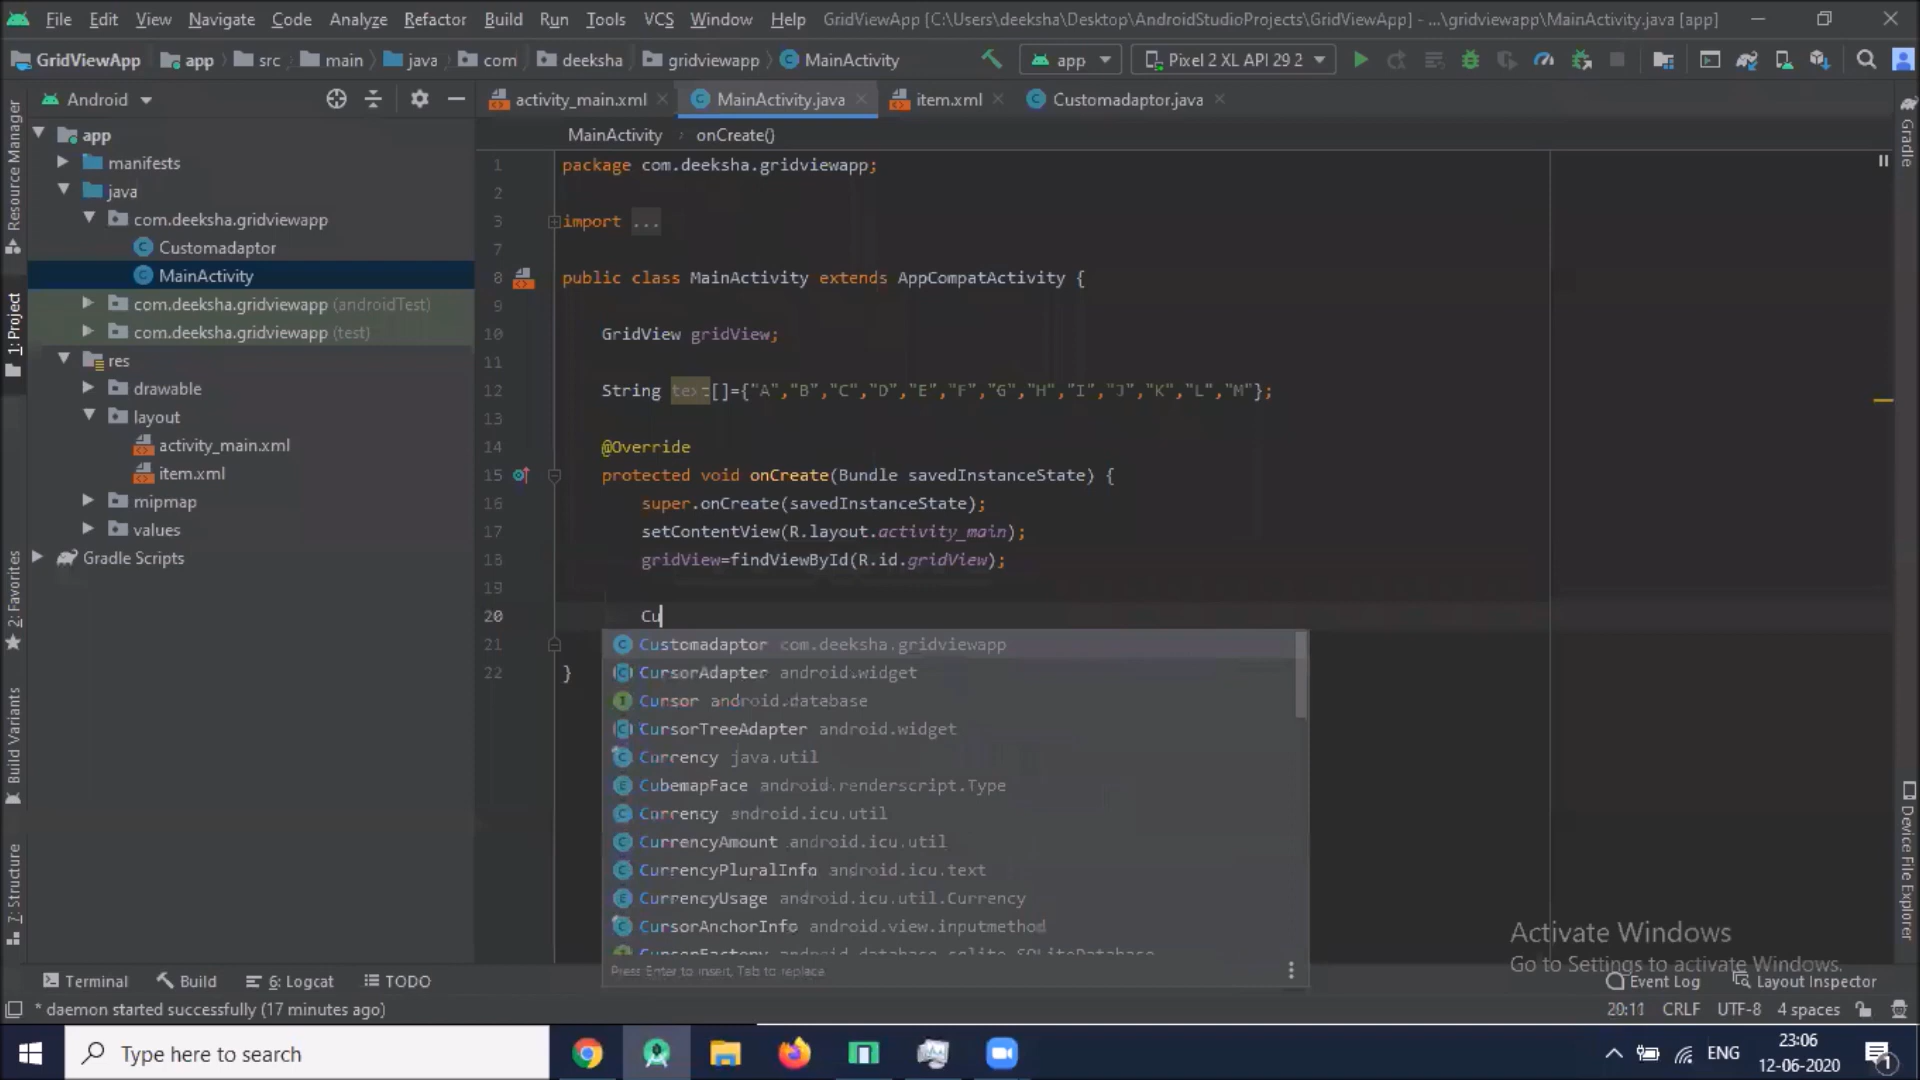 File Edit View Navigate Code Analyze Refactor Build Run Tools VCS Window Help GridViewApp [C:\Users\deeksha\Desktop\AndroidStudioProjects\GridViewApp] - ...\gridviewapp\MainActivity.java [app]
GridViewApp app src main java com deeksha gridviewapp MainActivity app Pixel 2 XL API 29 2
Android activity_main.xml MainActivity.java item.xml Customadaptor.java
MainActivity onCreate()
Resource Manager
1: Project
2: Favorites
Build Variants
7: Structure
app
manifests
java
com.deeksha.gridviewapp
Customadaptor
MainActivity
com.deeksha.gridviewapp (androidTest)
com.deeksha.gridviewapp (test)
res
drawable
layout
activity_main.xml
item.xml
mipmap
values
Gradle Scripts
1 package com.deeksha.gridviewapp;
2
3 import ...
7
8 public class MainActivity extends AppCompatActivity {
9
10 GridView gridView;
11
12 String text[]={"A","B","C","D","E","F","G","H","I","J","K","L","M"};
13
14 @Override
15 protected void onCreate(Bundle savedInstanceState) {
16 super.onCreate(savedInstanceState);
17 setContentView(R.layout.activity_main);
18 gridView=findViewById(R.id.gridView);
19
20 Cu
21
22 }
Customadaptor com.deeksha.gridviewapp
CursorAdapter android.widget
Cursor android.database
CursorTreeAdapter android.widget
Currency java.util
CubemapFace android.renderscript.Type
Currency android.icu.util
CurrencyAmount android.icu.util
CurrencyPluralInfo android.icu.text
CurrencyUsage android.icu.util.Currency
CursorAnchorInfo android.view.inputmethod
CursorFactory android.database.sqlite.SQLiteDatabase
Press Enter to insert, Tab to replace
Gradle
Device File Explorer
Activate Windows
Go to Settings to activate Windows.
Terminal Build 6: Logcat TODO Event Log Layout Inspector
* daemon started successfully (17 minutes ago) 20:11 CRLF UTF-8 4 spaces
Type here to search ENG 23:06
12-06-2020 1